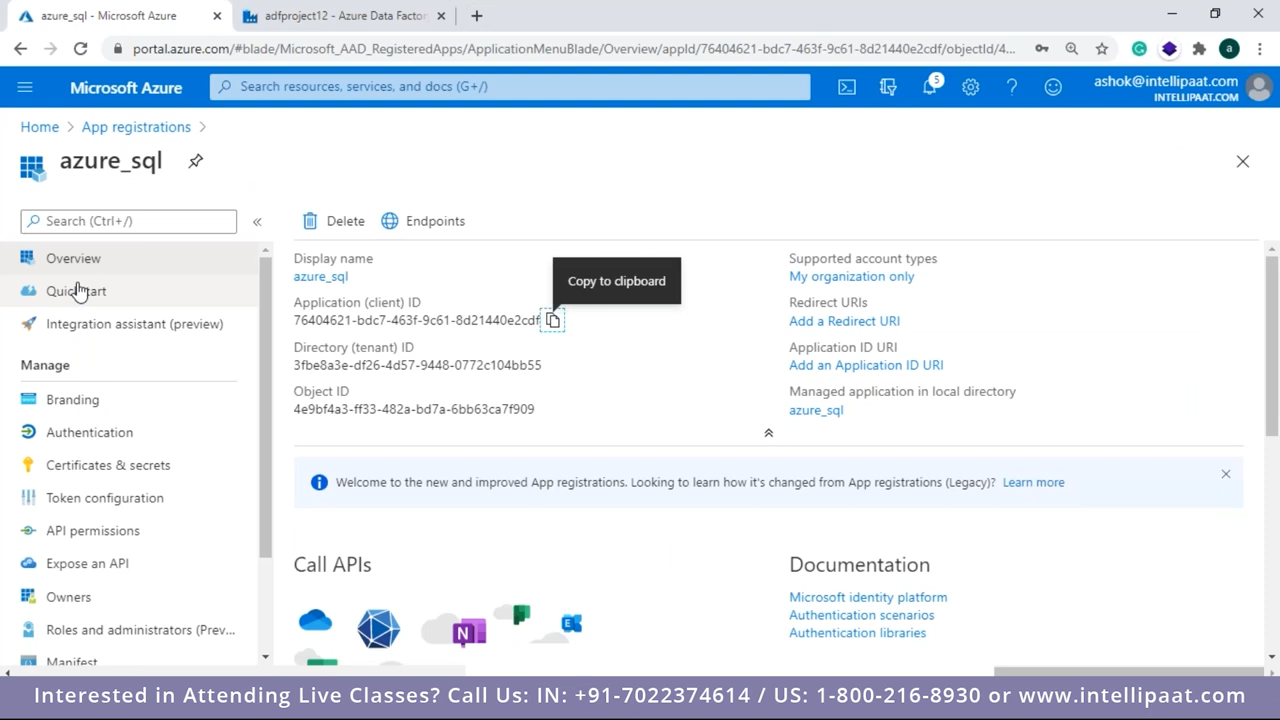 azure_sql - Microsoft Azure
adfproject12 - Azure Data Factor
portal.azure.com/#blade/Microsoft_AAD_RegisteredApps/ApplicationMenuBlade/Overview/appId/76404621-bdc7-463f-9c61-8d21440e2cdf/objectId/4...
a
Microsoft Azure
Search resources, services, and docs (G+/)
5
ashok@intellipaat.com
INTELLIPAAT.COM
Home > App registrations >
azure_sql
Search (Ctrl+/)
Overview
Quickstart
Integration assistant (preview)
Manage
Branding
Authentication
Certificates & secrets
Token configuration
API permissions
Expose an API
Owners
Roles and administrators (Prev...
Manifest
Delete
Endpoints
Display name
azure_sql
Copy to clipboard
Application (client) ID
76404621-bdc7-463f-9c61-8d21440e2cdf
Directory (tenant) ID
3fbe8a3e-df26-4d57-9448-0772c104bb55
Object ID
4e9bf4a3-ff33-482a-bd7a-6bb63ca7f909
Supported account types
My organization only
Redirect URIs
Add a Redirect URI
Application ID URI
Add an Application ID URI
Managed application in local directory
azure_sql
Welcome to the new and improved App registrations. Looking to learn how it's changed from App registrations (Legacy)? Learn more
Call APIs
N
Documentation
Microsoft identity platform
Authentication scenarios
Authentication libraries
Interested in Attending Live Classes? Call Us: IN: +91-7022374614 / US: 1-800-216-8930 or www.intellipaat.com